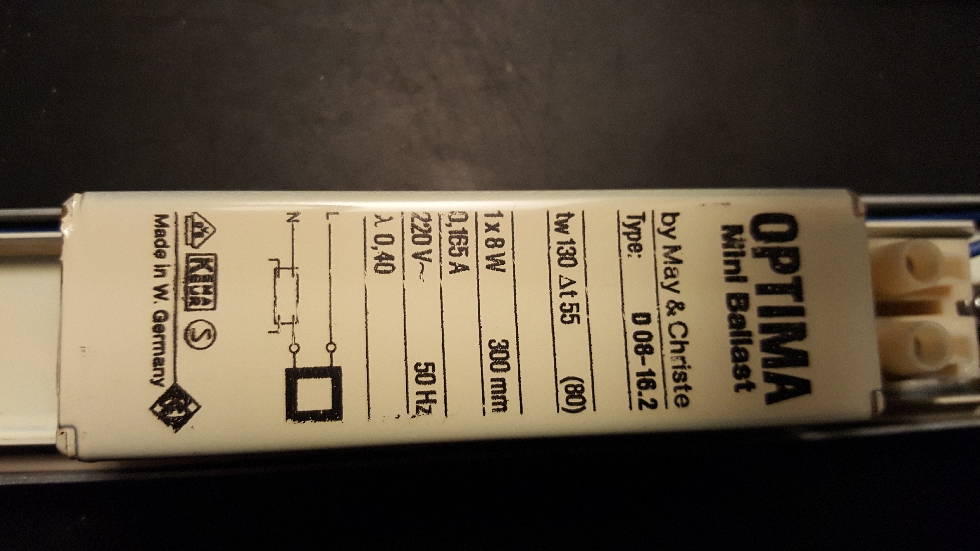 OPTIMA
Mini Ballast
by May & Christe
Type: D 08-16.2
tw 130 Δt 55 (80)
1 x 8 W 300 mm
0,165 A
220 V~ 50 Hz
λ 0,40
L
N
KEMA S
Made in W. Germany